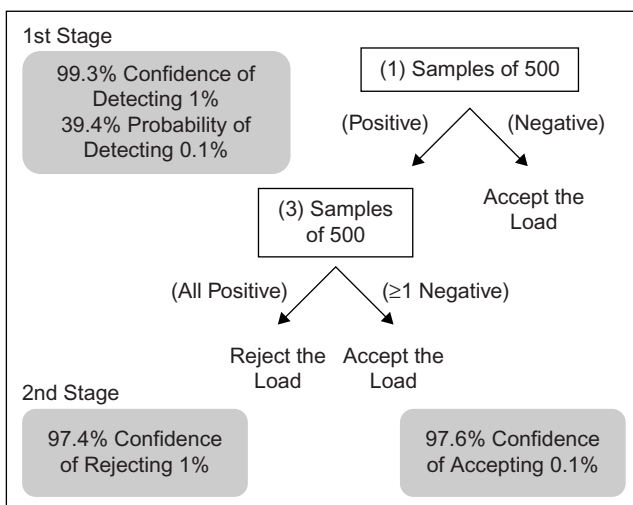 1st Stage
99.3% Confidence of
Detecting 1%
39.4% Probability of
Detecting 0.1%
(1) Samples of 500
(Positive)
(Negative)
(3) Samples
of 500
Accept the
Load
(All Positive)
(≥1 Negative)
Reject the
Load
Accept the
Load
2nd Stage
97.4% Confidence
of Rejecting 1%
97.6% Confidence
of Accepting 0.1%